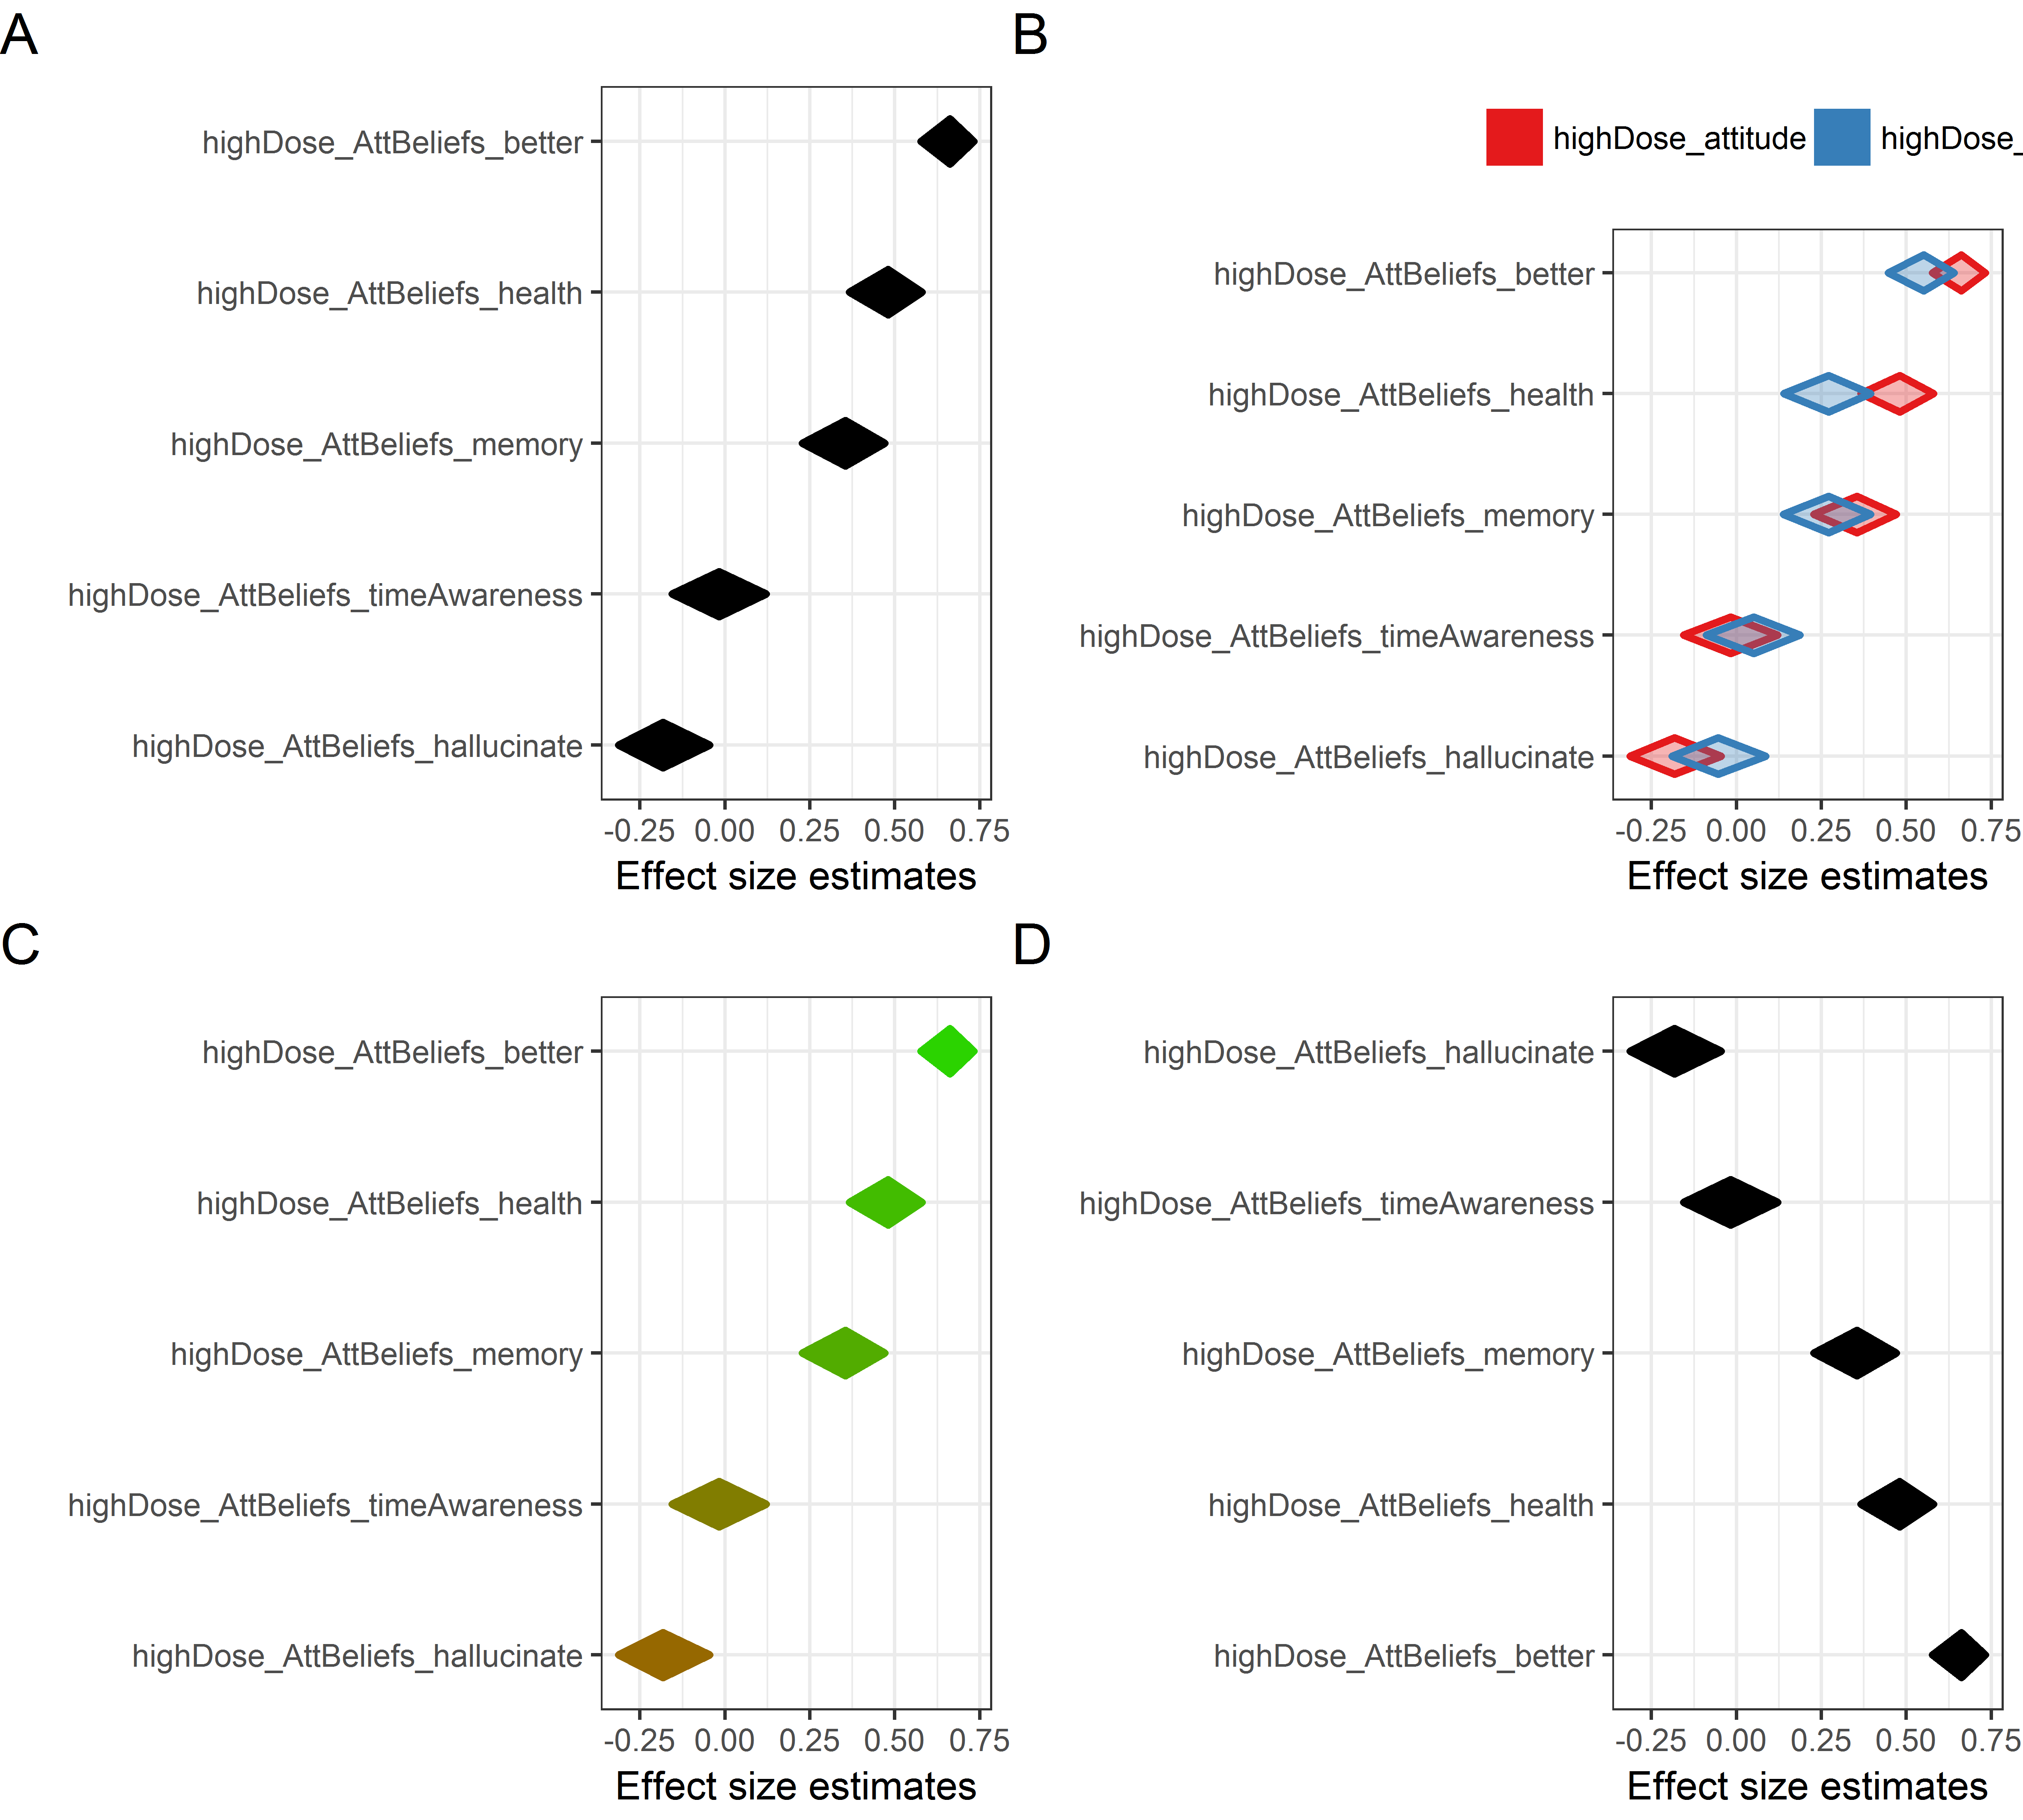 A
highDose_AttBeliefs_better
highDose_AttBeliefs_health
highDose_AttBeliefs_memory
highDose_AttBeliefs_timeAwareness
highDose_AttBeliefs_hallucinate
-0.25 0.00 0.25 0.50 0.75
Effect size estimates
B
highDose_attitude highDose_
highDose_AttBeliefs_better
highDose_AttBeliefs_health
highDose_AttBeliefs_memory
highDose_AttBeliefs_timeAwareness
highDose_AttBeliefs_hallucinate
-0.25 0.00 0.25 0.50 0.75
Effect size estimates
C
highDose_AttBeliefs_better
highDose_AttBeliefs_health
highDose_AttBeliefs_memory
highDose_AttBeliefs_timeAwareness
highDose_AttBeliefs_hallucinate
-0.25 0.00 0.25 0.50 0.75
Effect size estimates
D
highDose_AttBeliefs_hallucinate
highDose_AttBeliefs_timeAwareness
highDose_AttBeliefs_memory
highDose_AttBeliefs_health
highDose_AttBeliefs_better
-0.25 0.00 0.25 0.50 0.75
Effect size estimates